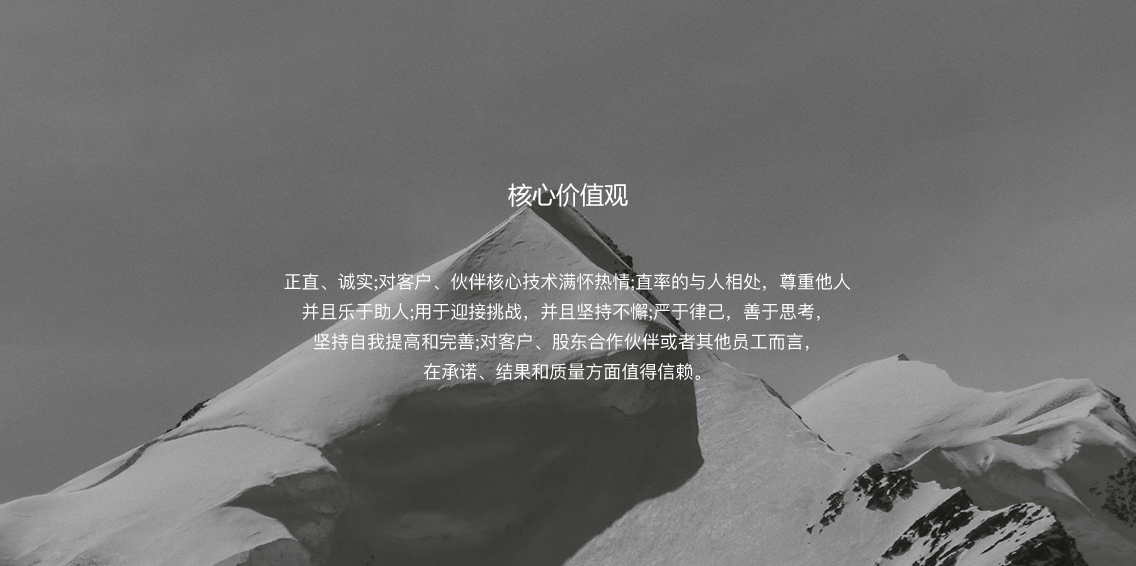 核心价值观
正直、诚实;对客户、伙伴核心技术满怀热情;直率的与人相处，尊重他人
并且乐于助人;用于迎接挑战，并且坚持不懈;严于律己，善于思考，
坚持自我提高和完善;对客户、股东合作伙伴或者其他员工而言，
在承诺、结果和质量方面值得信赖。